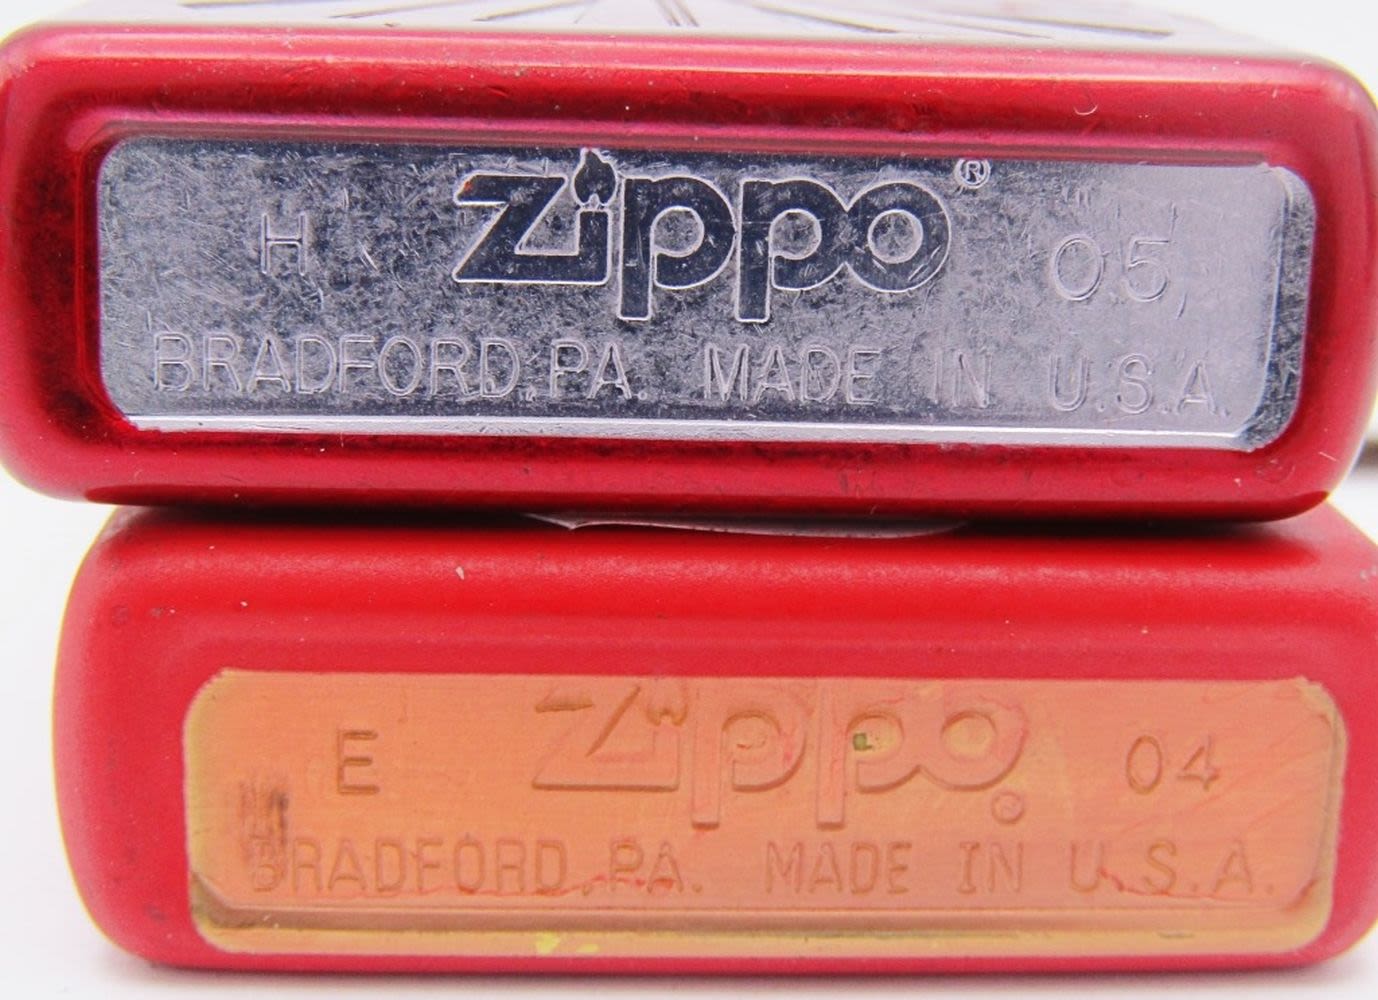 Zippo®
H 05
BRADFORD, PA. MADE IN U.S.A.
Zippo®
E 04
BRADFORD, PA. MADE IN U.S.A.